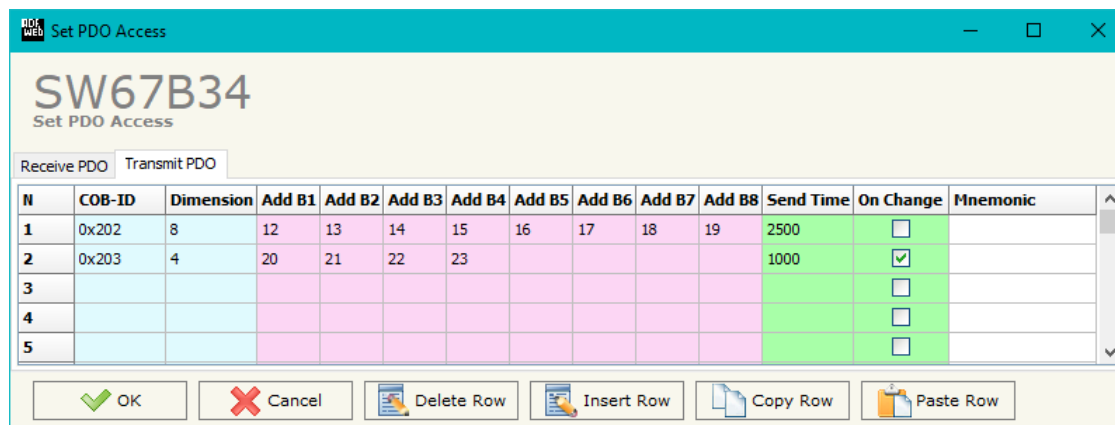 ADF WEB Set PDO Access
SW67B34
Set PDO Access
Receive PDO Transmit PDO
N COB-ID Dimension Add B1 Add B2 Add B3 Add B4 Add B5 Add B6 Add B7 Add B8 Send Time On Change Mnemonic
1 0x202 8 12 13 14 15 16 17 18 19 2500
2 0x203 4 20 21 22 23 1000
3
4
5
OK Cancel Delete Row Insert Row Copy Row Paste Row